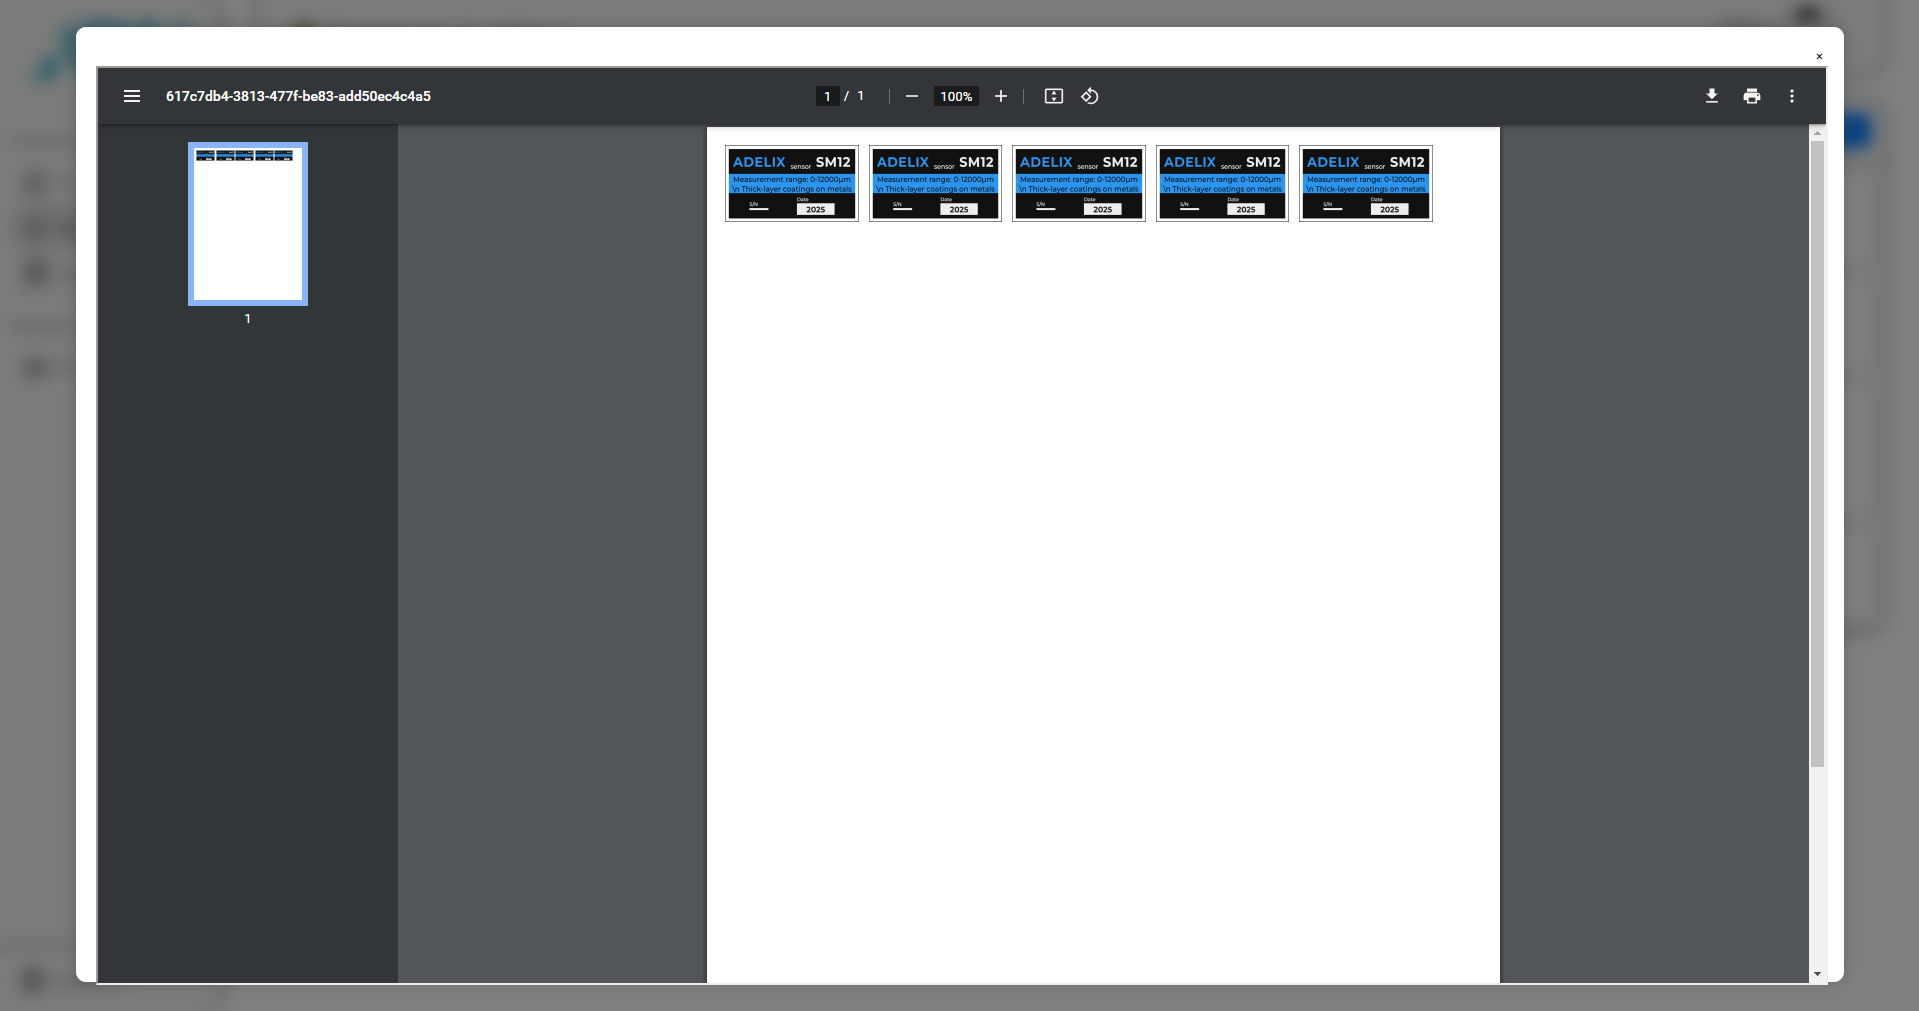 ×
617c7db4-3813-477f-be83-add50ec4c4a5
1 / 1
100%
1
ADELIX sensor SM12
Measurement range: 0-12000µm
\n Thick-layer coatings on metals
S/N
Date
2025
ADELIX sensor SM12
Measurement range: 0-12000µm
\n Thick-layer coatings on metals
S/N
Date
2025
ADELIX sensor SM12
Measurement range: 0-12000µm
\n Thick-layer coatings on metals
S/N
Date
2025
ADELIX sensor SM12
Measurement range: 0-12000µm
\n Thick-layer coatings on metals
S/N
Date
2025
ADELIX sensor SM12
Measurement range: 0-12000µm
\n Thick-layer coatings on metals
S/N
Date
2025